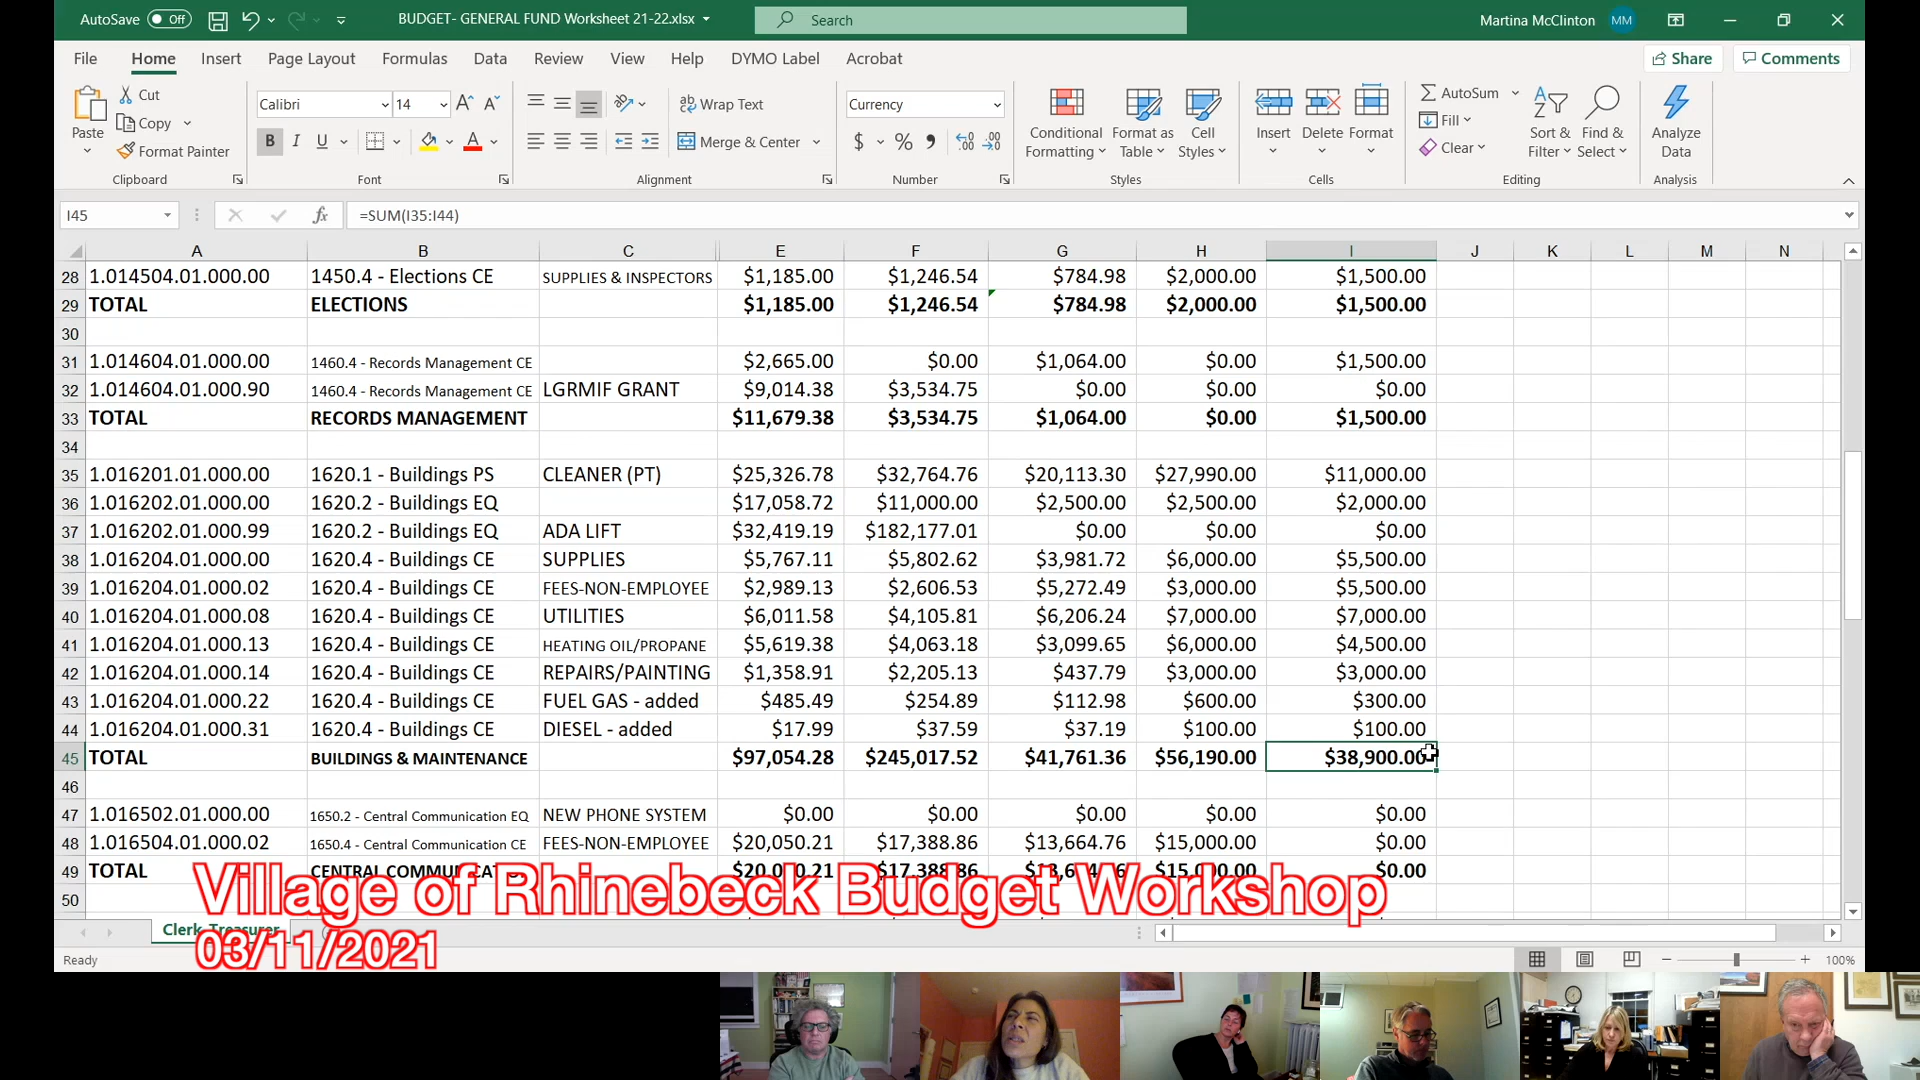 AutoSave Off BUDGET- GENERAL FUND Worksheet 21-22.xlsx Search Martina McClinton MM
File Home Insert Page Layout Formulas Data Review View Help DYMO Label Acrobat Share Comments
Paste Cut Copy Format Painter Calibri 14 Wrap Text Merge & Center Currency Conditional Formatting Format as Table Cell Styles Insert Delete Format AutoSum Fill Clear Sort & Filter Find & Select Analyze Data
Clipboard Font Alignment Number Styles Cells Editing Analysis
I45 fx =SUM(I35:I44)
A B C E F G H I J K L M N
28 1.014504.01.000.00 1450.4 - Elections CE SUPPLIES & INSPECTORS $1,185.00 $1,246.54 $784.98 $2,000.00 $1,500.00
29 TOTAL ELECTIONS $1,185.00 $1,246.54 $784.98 $2,000.00 $1,500.00
30
31 1.014604.01.000.00 1460.4 - Records Management CE $2,665.00 $0.00 $1,064.00 $0.00 $1,500.00
32 1.014604.01.000.90 1460.4 - Records Management CE LGRMIF GRANT $9,014.38 $3,534.75 $0.00 $0.00 $0.00
33 TOTAL RECORDS MANAGEMENT $11,679.38 $3,534.75 $1,064.00 $0.00 $1,500.00
34
35 1.016201.01.000.00 1620.1 - Buildings PS CLEANER (PT) $25,326.78 $32,764.76 $20,113.30 $27,990.00 $11,000.00
36 1.016202.01.000.00 1620.2 - Buildings EQ $17,058.72 $11,000.00 $2,500.00 $2,500.00 $2,000.00
37 1.016202.01.000.99 1620.2 - Buildings EQ ADA LIFT $32,419.19 $182,177.01 $0.00 $0.00 $0.00
38 1.016204.01.000.00 1620.4 - Buildings CE SUPPLIES $5,767.11 $5,802.62 $3,981.72 $6,000.00 $5,500.00
39 1.016204.01.000.02 1620.4 - Buildings CE FEES-NON-EMPLOYEE $2,989.13 $2,606.53 $5,272.49 $3,000.00 $5,500.00
40 1.016204.01.000.08 1620.4 - Buildings CE UTILITIES $6,011.58 $4,105.81 $6,206.24 $7,000.00 $7,000.00
41 1.016204.01.000.13 1620.4 - Buildings CE HEATING OIL/PROPANE $5,619.38 $4,063.18 $3,099.65 $6,000.00 $4,500.00
42 1.016204.01.000.14 1620.4 - Buildings CE REPAIRS/PAINTING $1,358.91 $2,205.13 $437.79 $3,000.00 $3,000.00
43 1.016204.01.000.22 1620.4 - Buildings CE FUEL GAS - added $485.49 $254.89 $112.98 $600.00 $300.00
44 1.016204.01.000.31 1620.4 - Buildings CE DIESEL - added $17.99 $37.59 $37.19 $100.00 $100.00
45 TOTAL BUILDINGS & MAINTENANCE $97,054.28 $245,017.52 $41,761.36 $56,190.00 $38,900.00
46
47 1.016502.01.000.00 1650.2 - Central Communication EQ NEW PHONE SYSTEM $0.00 $0.00 $0.00 $0.00 $0.00
48 1.016504.01.000.02 1650.4 - Central Communication CE FEES-NON-EMPLOYEE $20,050.21 $17,388.86 $13,664.76 $15,000.00 $0.00
49 TOTAL $0.00
50
Village of Rhinebeck Budget Workshop
Clerk-Treasurer
03/11/2021
Ready 100%